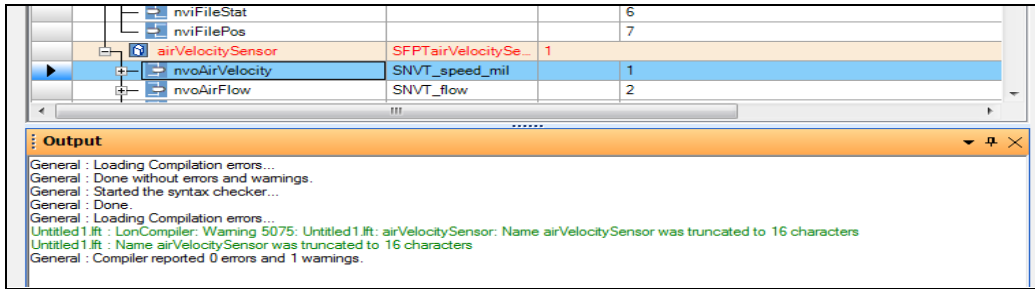 nviFileStat 6
nviFilePos 7
airVelocitySensor SFPTairVelocitySe... 1
nvoAirVelocity SNVT_speed_mil 1
nvoAirFlow SNVT_flow 2
Output
General : Loading Compilation errors...
General : Done without errors and warnings.
General : Started the syntax checker...
General : Done.
General : Loading Compilation errors...
Untitled1.lft : LonCompiler: Warning 5075: Untitled1.lft: airVelocitySensor: Name airVelocitySensor was truncated to 16 characters
Untitled1.lft : Name airVelocitySensor was truncated to 16 characters
General : Compiler reported 0 errors and 1 warnings.